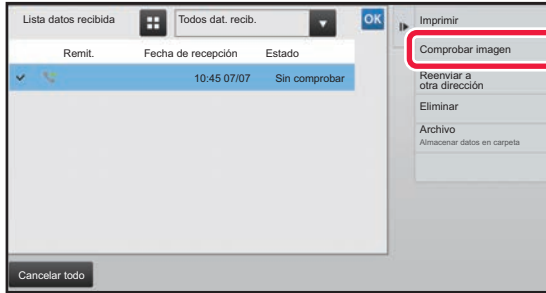 Lista datos recibida
Todos dat. recib.
OK
Remit.
Fecha de recepción
Estado
10:45 07/07
Sin comprobar
Imprimir
Comprobar imagen
Reenviar a
otra dirección
Eliminar
Archivo
Almacenar datos en carpeta
Cancelar todo